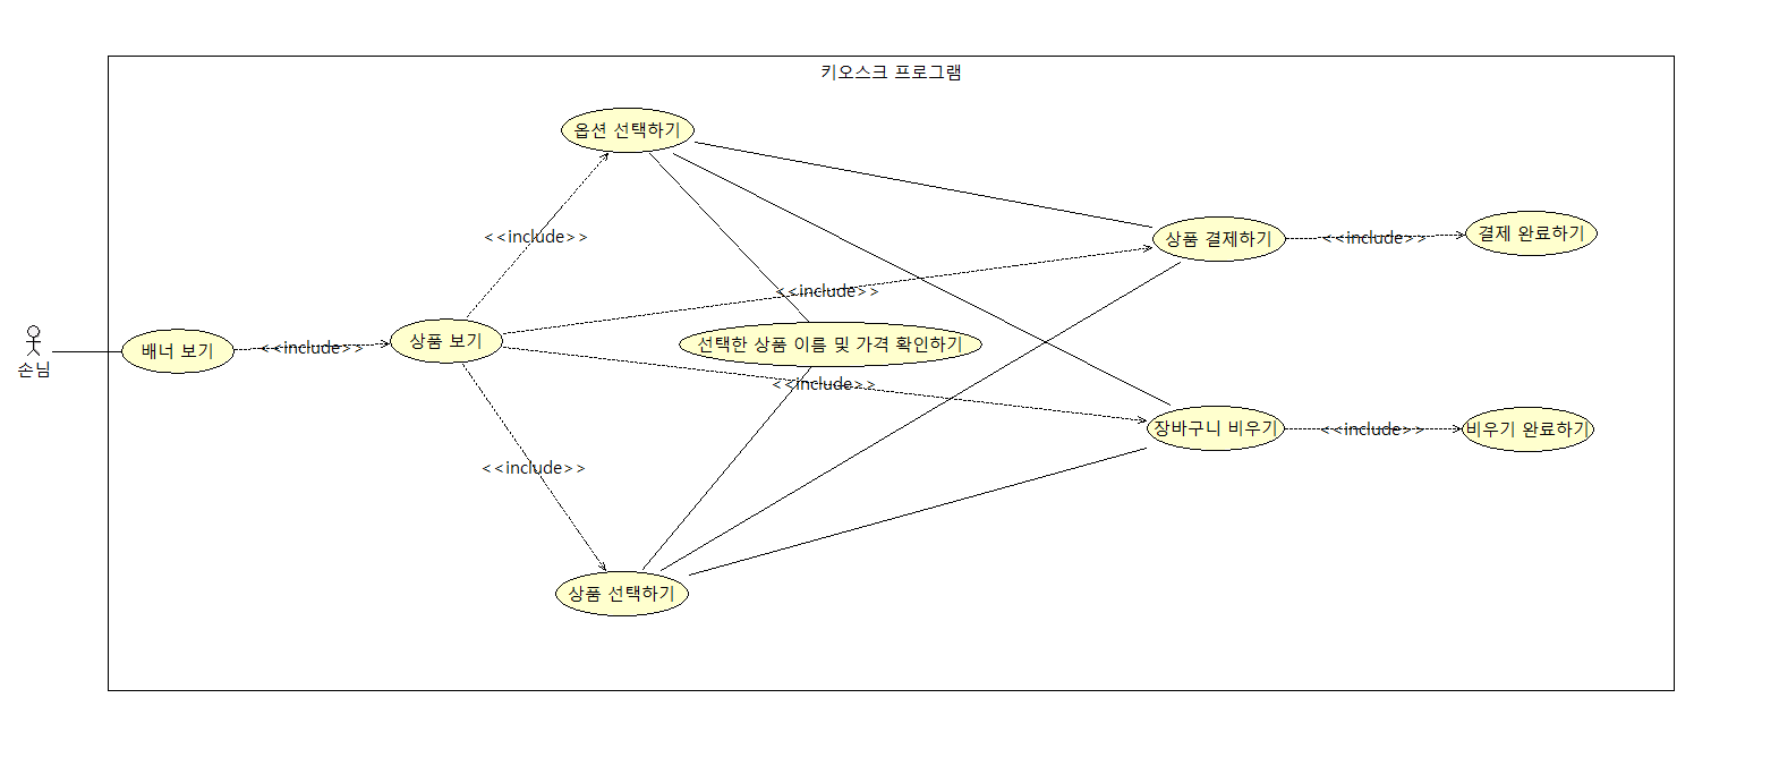 키오스크 프로그램
옵션 선택하기
<<include>>
상품 결제하기
<<include>>
결제 완료하기
<<include>>
손님
배너 보기
<<include>>
상품 보기
선택한 상품 이름 및 가격 확인하기
<<include>>
장바구니 비우기
<<include>>
비우기 완료하기
<<include>>
상품 선택하기